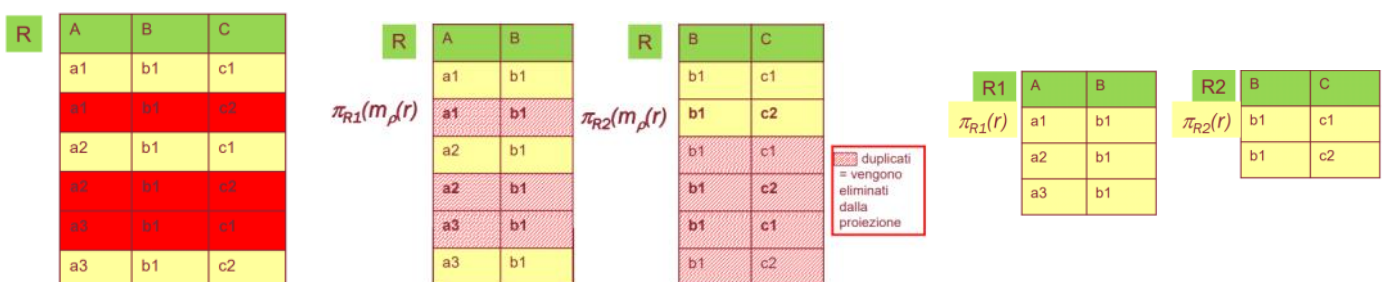 R
A B C
a1 b1 c1
a1 b1 c2
a2 b1 c1
a2 b1 c2
a3 b1 c1
a3 b1 c2
R
πR1(mρ(r)
A B
a1 b1
a1 b1
a2 b1
a2 b1
a3 b1
a3 b1
R
πR2(mρ(r)
B C
b1 c1
b1 c2
b1 c1
b1 c2
b1 c1
b1 c2
duplicati
= vengono
eliminati
dalla
proiezione
R1
πR1(r)
A B
a1 b1
a2 b1
a3 b1
R2
πR2(r)
B C
b1 c1
b1 c2